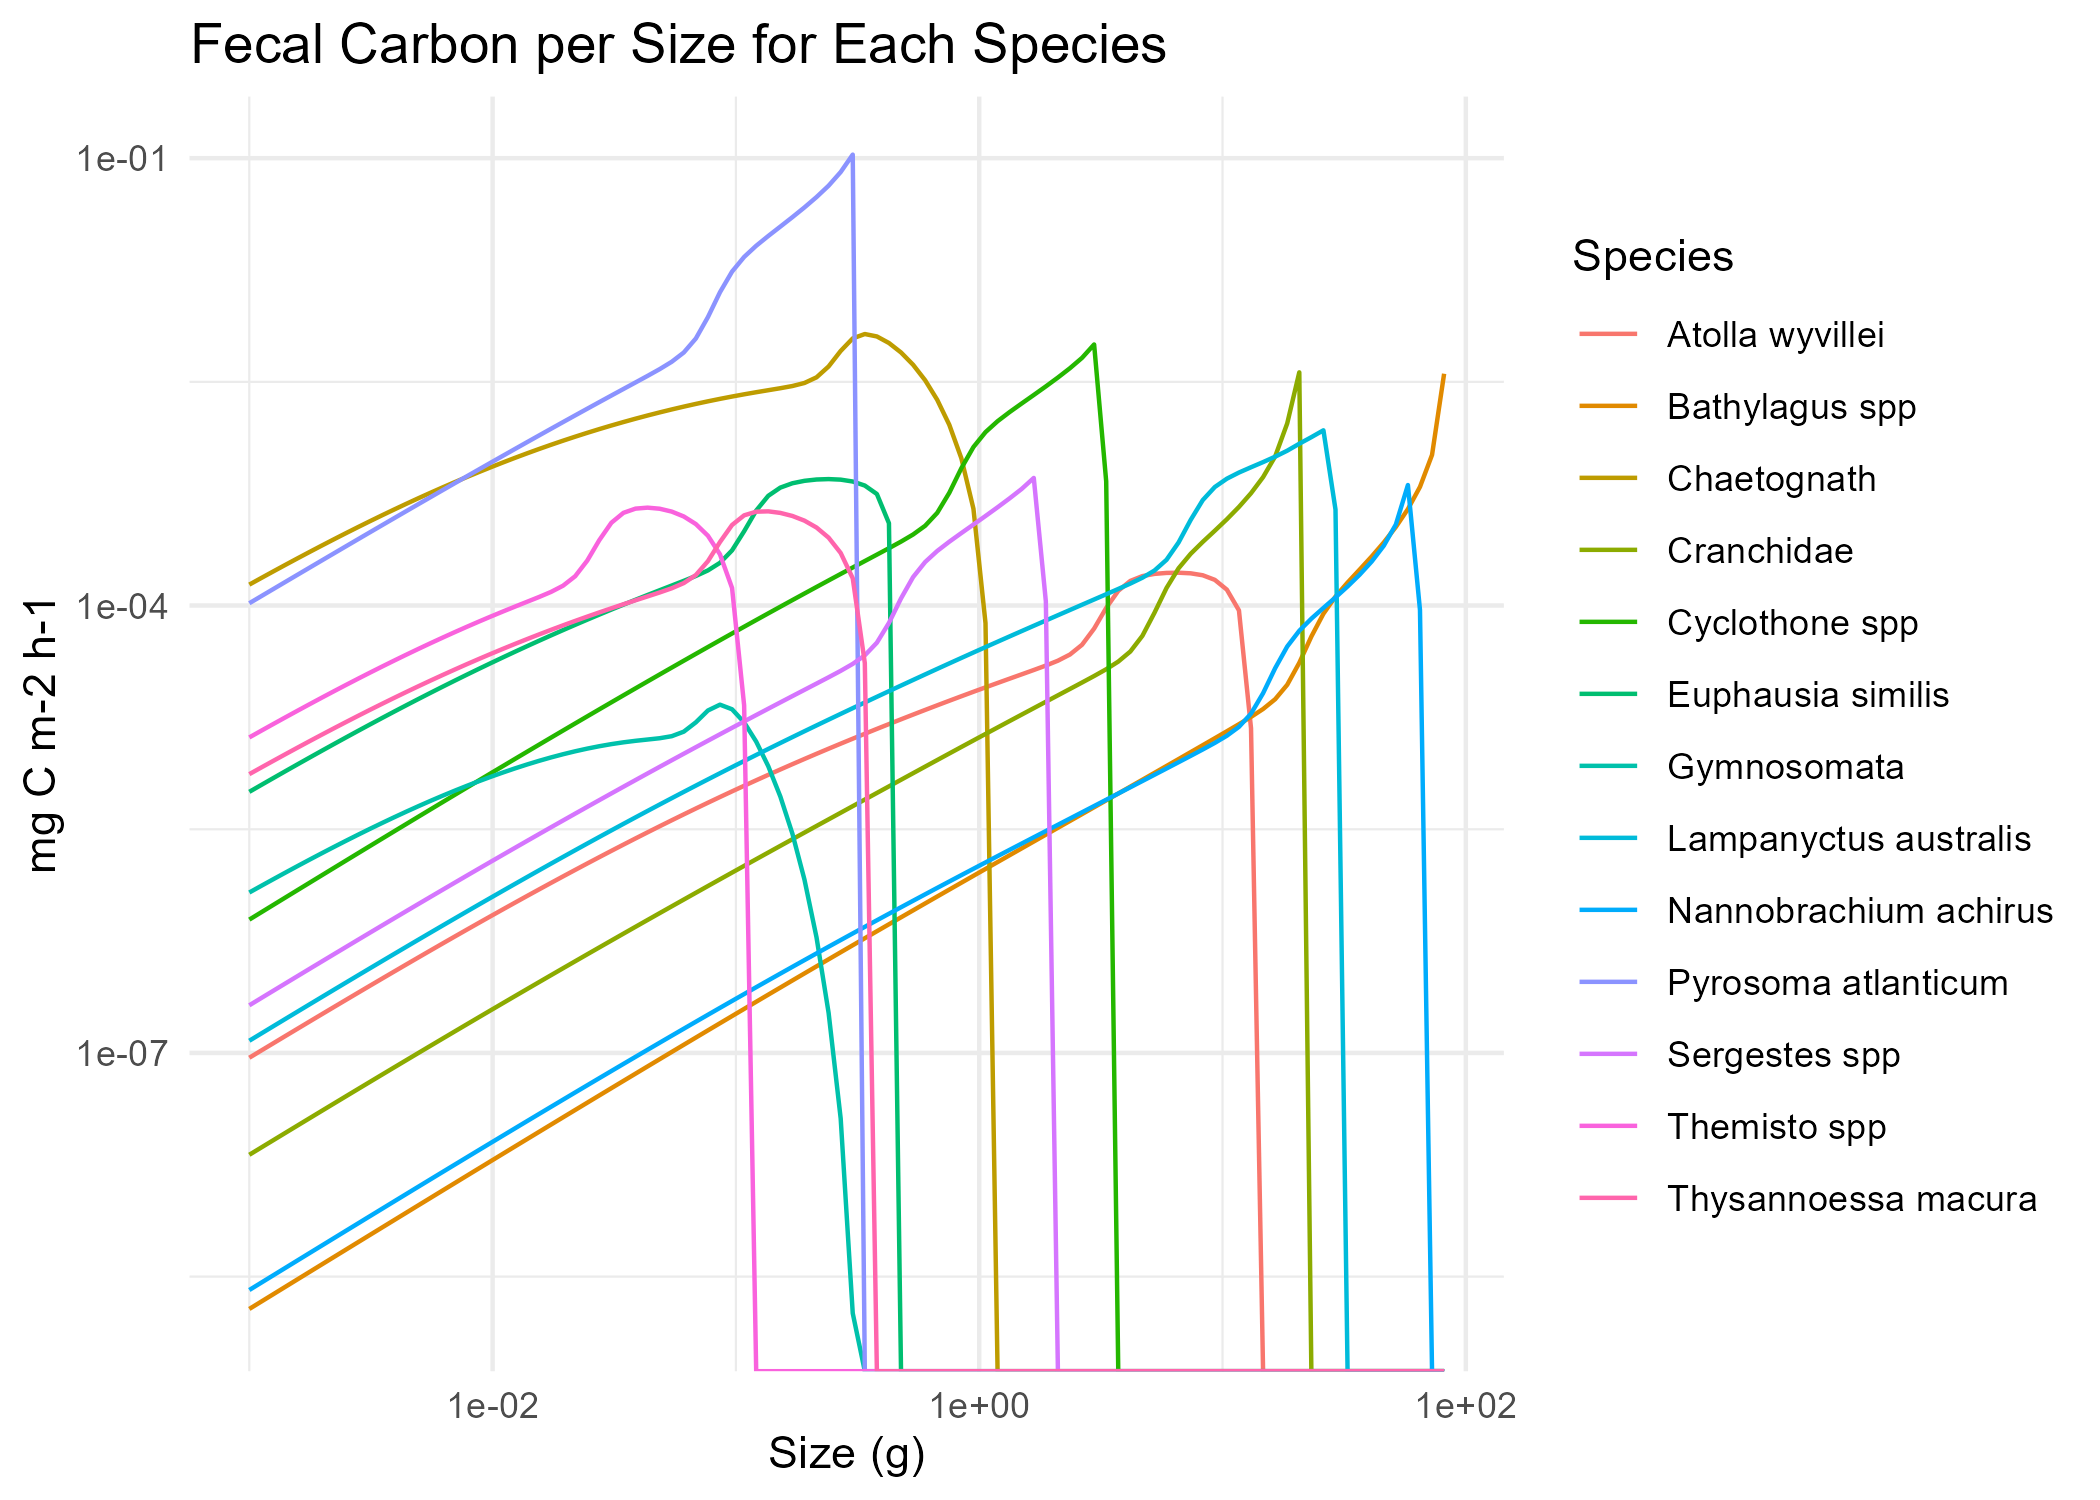 Fecal Carbon per Size for Each Species
1e-01
1e-04
1e-07
mg C m-2 h-1
1e-02
1e+00
1e+02
Size (g)
Species
Atolla wyvillei
Bathylagus spp
Chaetognath
Cranchidae
Cyclothone spp
Euphausia similis
Gymnosomata
Lampanyctus australis
Nannobrachium achirus
Pyrosoma atlanticum
Sergestes spp
Themisto spp
Thysannoessa macura